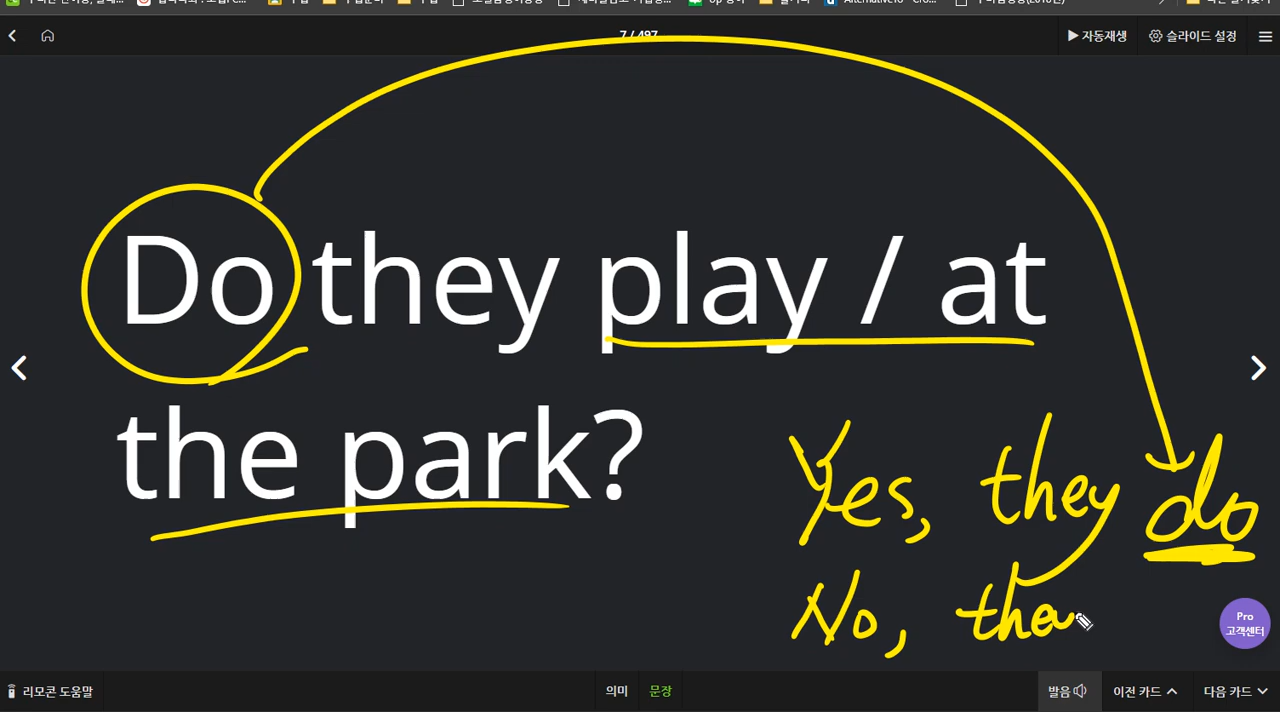 7 / 497
자동재생
슬라이드 설정
Do they play / at
the park?
Yes, they do
No, the
Pro
고객센터
리모콘 도움말
의미
문장
발음
이전 카드
다음 카드